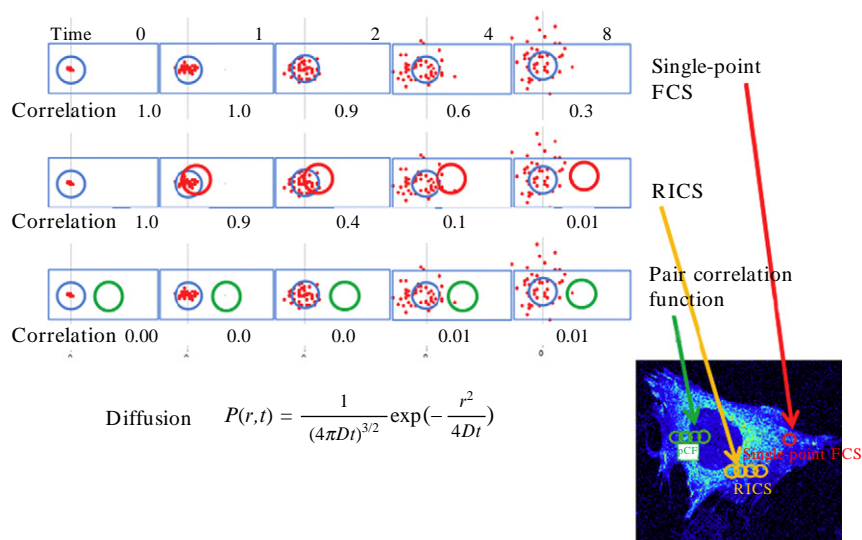 Time 0 1 2 4 8
Single-point
FCS
Correlation 1.0 1.0 0.9 0.6 0.3
RICS
Correlation 1.0 0.9 0.4 0.1 0.01
Pair correlation
function
Correlation 0.00 0.0 0.0 0.01 0.01
0
Diffusion P(r,t) = 1/(4πDt)^{3/2} exp(− r^2/4Dt)
pCF
Single-point FCS
RICS